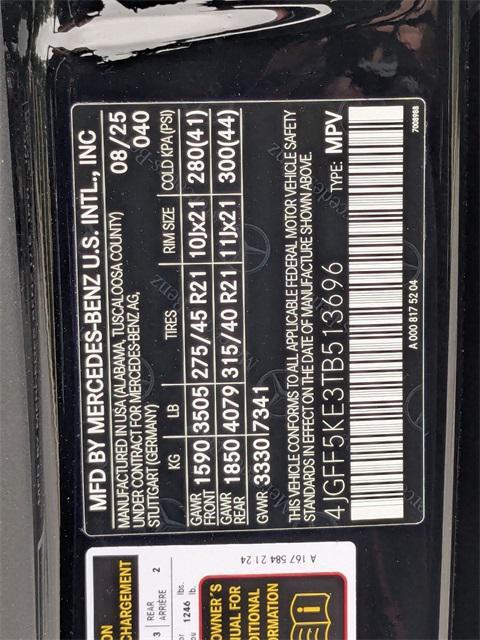 MFD BY MERCEDES-BENZ U.S. INTL., INC
MANUFACTURED IN USA (ALABAMA, TUSCALOOSA COUNTY)
UNDER CONTRACT FOR MERCEDES-BENZ AG,
STUTTGART (GERMANY)
08/25
040
KG LB TIRES RIM SIZE COLD KPA(PSI)
GAWR FRONT 1590 3505 275/45 R21 10Jx21 280(41)
GAWR REAR 1850 4079 315/40 R21 11Jx21 300(44)
GVWR 3330 7341
THIS VEHICLE CONFORMS TO ALL APPLICABLE FEDERAL MOTOR VEHICLE SAFETY
STANDARDS IN EFFECT ON THE DATE OF MANUFACTURE SHOWN ABOVE.
4JGFF5KE3TB513696 TYPE: MPV
A 000 817 52 04
7008988
A 167 584 21 24
CHARGEMENT
3 REAR ARRIÈRE 2
1246 lbs. lb.
OWNER'S
MANUAL FOR
ADDITIONAL
INFORMATION